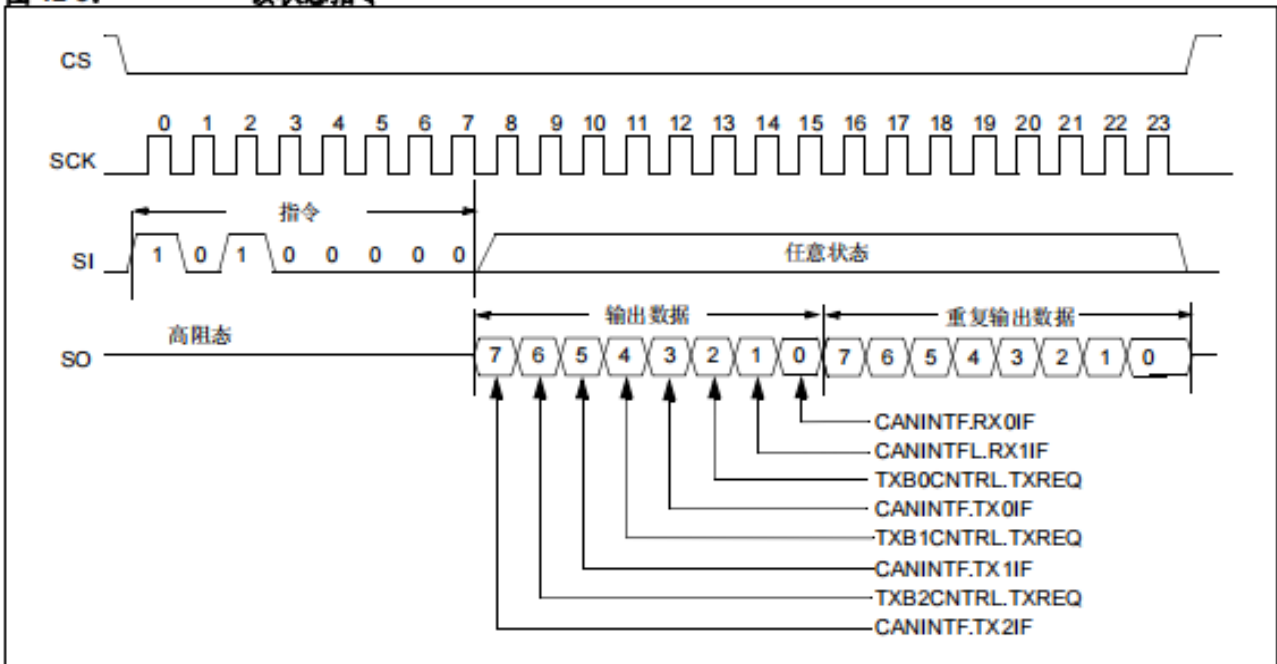 CS
0 1 2 3 4 5 6 7 8 9 10 11 12 13 14 15 16 17 18 19 20 21 22 23
SCK
指令
SI 1 0 1 0 0 0 0 0 任意状态
高阻态 输出数据 重复输出数据
SO 7 6 5 4 3 2 1 0 7 6 5 4 3 2 1 0
CANINTF.RX0IF
CANINTFL.RX1IF
TXB0CNTRL.TXREQ
CANINTF.TX0IF
TXB1CNTRL.TXREQ
CANINTF.TX1IF
TXB2CNTRL.TXREQ
CANINTF.TX2IF